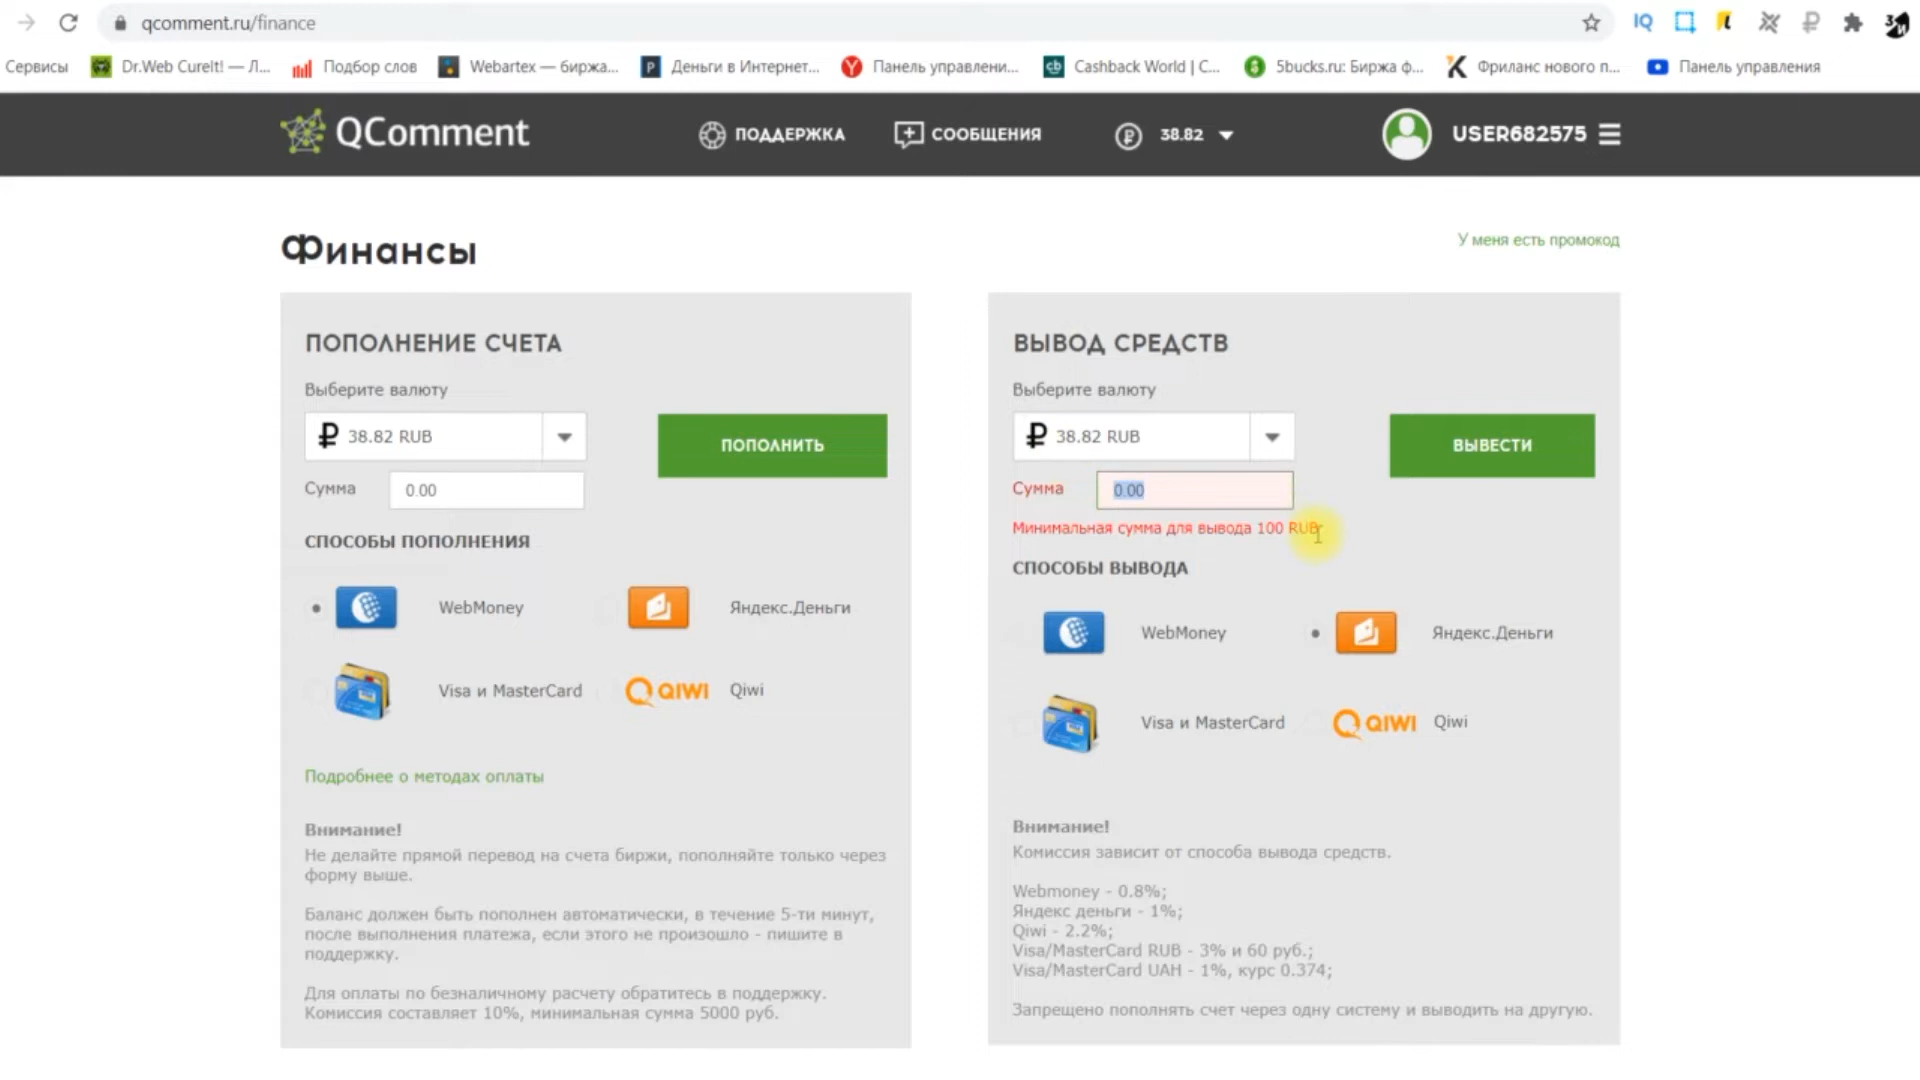 qcomment.ru/finance
Сервисы Dr.Web CureIt! — Л... Подбор слов Webartex — биржа... Деньги в Интернет... Панель управлени... Cashback World | C... 5bucks.ru: Биржа ф... Фриланс нового п... Панель управления
QComment ПОДДЕРЖКА СООБЩЕНИЯ 38.82 USER682575
Финансы
У меня есть промокод
ПОПОЛНЕНИЕ СЧЕТА
Выберите валюту
₽ 38.82 RUB
ПОПОЛНИТЬ
Сумма 0.00
СПОСОБЫ ПОПОЛНЕНИЯ
WebMoney Яндекс.Деньги
Visa и MasterCard QIWI Qiwi
Подробнее о методах оплаты
Внимание!
Не делайте прямой перевод на счета биржи, пополняйте только через
форму выше.
Баланс должен быть пополнен автоматически, в течение 5-ти минут,
после выполнения платежа, если этого не произошло - пишите в
поддержку.
Для оплаты по безналичному расчету обратитесь в поддержку.
Комиссия составляет 10%, минимальная сумма 5000 руб.
ВЫВОД СРЕДСТВ
Выберите валюту
₽ 38.82 RUB
ВЫВЕСТИ
Сумма 0.00
Минимальная сумма для вывода 100 RUB
СПОСОБЫ ВЫВОДА
WebMoney Яндекс.Деньги
Visa и MasterCard QIWI Qiwi
Внимание!
Комиссия зависит от способа вывода средств.
Webmoney - 0.8%;
Яндекс деньги - 1%;
Qiwi - 2.2%;
Visa/MasterCard RUB - 3% и 60 руб.;
Visa/MasterCard UAH - 1%, курс 0.374;
Запрещено пополнять счет через одну систему и выводить на другую.